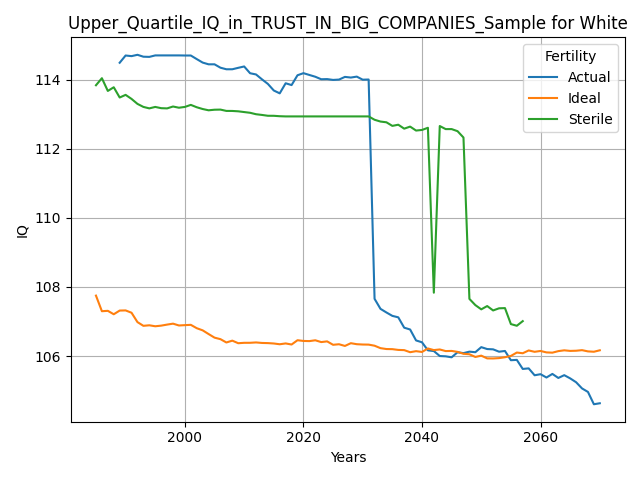 Upper_Quartile_IQ_in_TRUST_IN_BIG_COMPANIES_Sample for White
Fertility
Actual
Ideal
Sterile
114
112
110
108
106
IQ
2000
2020
2040
2060
Years